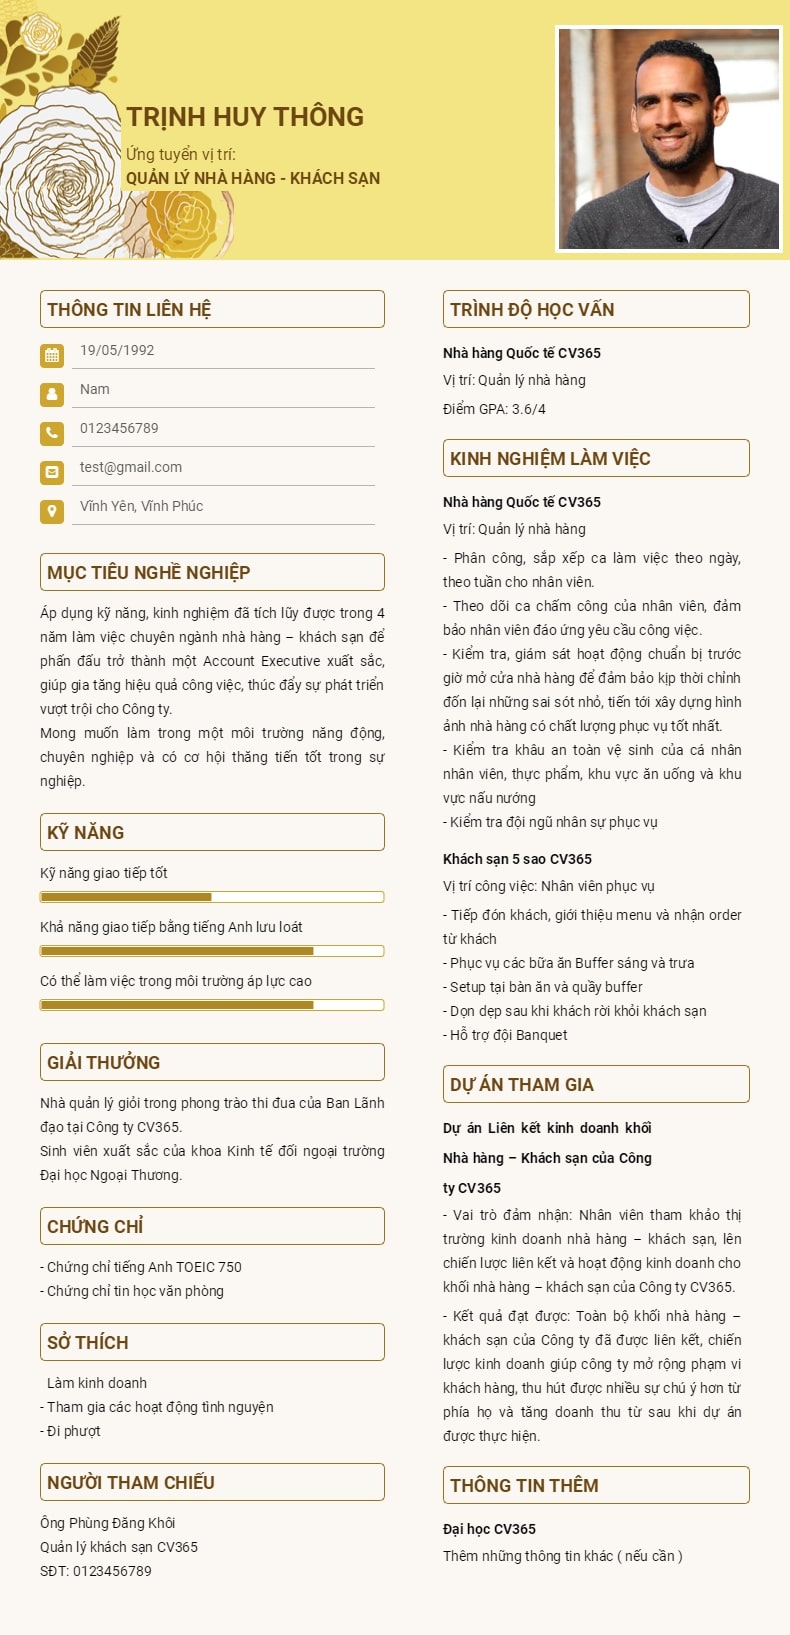 TRỊNH HUY THÔNG
Ứng tuyển vị trí:
QUẢN LÝ NHÀ HÀNG - KHÁCH SẠN
THÔNG TIN LIÊN HỆ
19/05/1992
Nam
0123456789
test@gmail.com
Vĩnh Yên, Vĩnh Phúc
MỤC TIÊU NGHỀ NGHIỆP
Áp dụng kỹ năng, kinh nghiệm đã tích lũy được trong 4
năm làm việc chuyên ngành nhà hàng – khách sạn để
phấn đấu trở thành một Account Executive xuất sắc,
giúp gia tăng hiệu quả công việc, thúc đẩy sự phát triển
vượt trội cho Công ty.
Mong muốn làm trong một môi trường năng động,
chuyên nghiệp và có cơ hội thăng tiến tốt trong sự
nghiệp.
KỸ NĂNG
Kỹ năng giao tiếp tốt
Khả năng giao tiếp bằng tiếng Anh lưu loát
Có thể làm việc trong môi trường áp lực cao
GIẢI THƯỞNG
Nhà quản lý giỏi trong phong trào thi đua của Ban Lãnh
đạo tại Công ty CV365.
Sinh viên xuất sắc của khoa Kinh tế đối ngoại trường
Đại học Ngoại Thương.
CHỨNG CHỈ
- Chứng chỉ tiếng Anh TOEIC 750
- Chứng chỉ tin học văn phòng
SỞ THÍCH
Làm kinh doanh
- Tham gia các hoạt động tình nguyện
- Đi phượt
NGƯỜI THAM CHIẾU
Ông Phùng Đăng Khôi
Quản lý khách sạn CV365
SĐT: 0123456789
TRÌNH ĐỘ HỌC VẤN
Nhà hàng Quốc tế CV365
Vị trí: Quản lý nhà hàng
Điểm GPA: 3.6/4
KINH NGHIỆM LÀM VIỆC
Nhà hàng Quốc tế CV365
Vị trí: Quản lý nhà hàng
- Phân công, sắp xếp ca làm việc theo ngày,
theo tuần cho nhân viên.
- Theo dõi ca chấm công của nhân viên, đảm
bảo nhân viên đáo ứng yêu cầu công việc.
- Kiểm tra, giám sát hoạt động chuẩn bị trước
giờ mở cửa nhà hàng để đảm bảo kịp thời chỉnh
đốn lại những sai sót nhỏ, tiến tới xây dựng hình
ảnh nhà hàng có chất lượng phục vụ tốt nhất.
- Kiểm tra khâu an toàn vệ sinh của cá nhân
nhân viên, thực phẩm, khu vực ăn uống và khu
vực nấu nướng
- Kiểm tra đội ngũ nhân sự phục vụ
Khách sạn 5 sao CV365
Vị trí công việc: Nhân viên phục vụ
- Tiếp đón khách, giới thiệu menu và nhận order
từ khách
- Phục vụ các bữa ăn Buffer sáng và trưa
- Setup tại bàn ăn và quầy buffer
- Dọn dẹp sau khi khách rời khỏi khách sạn
- Hỗ trợ đội Banquet
DỰ ÁN THAM GIA
Dự án Liên kết kinh doanh khối
Nhà hàng – Khách sạn của Công
ty CV365
- Vai trò đảm nhận: Nhân viên tham khảo thị
trường kinh doanh nhà hàng – khách sạn, lên
chiến lược liên kết và hoạt động kinh doanh cho
khối nhà hàng – khách sạn của Công ty CV365.
- Kết quả đạt được: Toàn bộ khối nhà hàng –
khách sạn của Công ty đã được liên kết, chiến
lược kinh doanh giúp công ty mở rộng phạm vi
khách hàng, thu hút được nhiều sự chú ý hơn từ
phía họ và tăng doanh thu từ sau khi dự án
được thực hiện.
THÔNG TIN THÊM
Đại học CV365
Thêm những thông tin khác ( nếu cần )